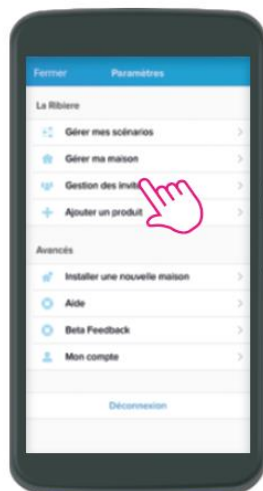 Fermer Paramètres
La Ribiere
Gérer mes scénarios
Gérer ma maison
Gestion des invit
Ajouter un produit
Avancés
Installer une nouvelle maison
Aide
Beta Feedback
Mon compte
Déconnexion